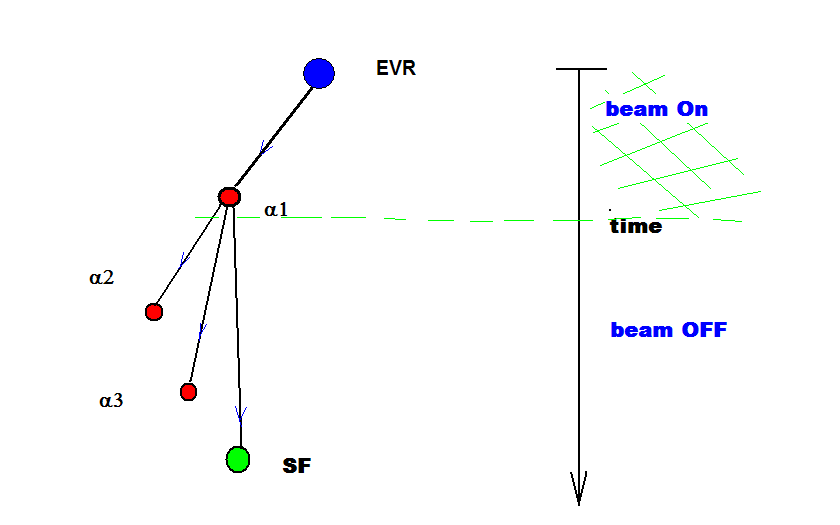 EVR
beam On
α1
time
α2
beam OFF
α3
SF